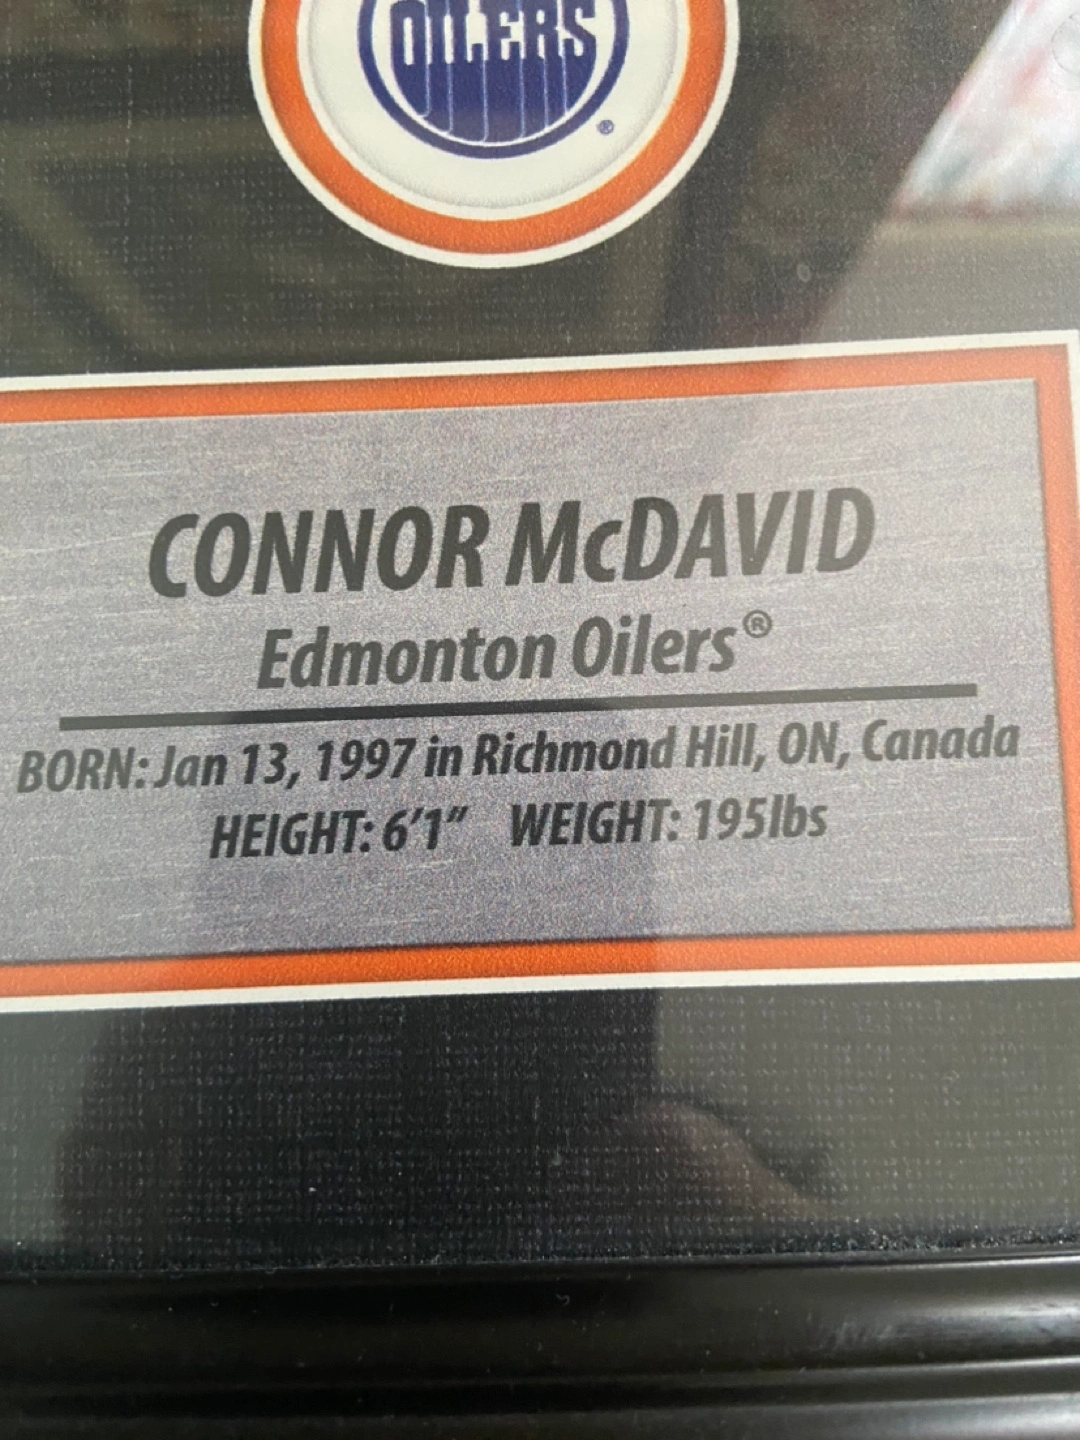 OILERS
®
CONNOR McDAVID
Edmonton Oilers®
BORN: Jan 13, 1997 in Richmond Hill, ON, Canada
HEIGHT: 6'1" WEIGHT: 195lbs